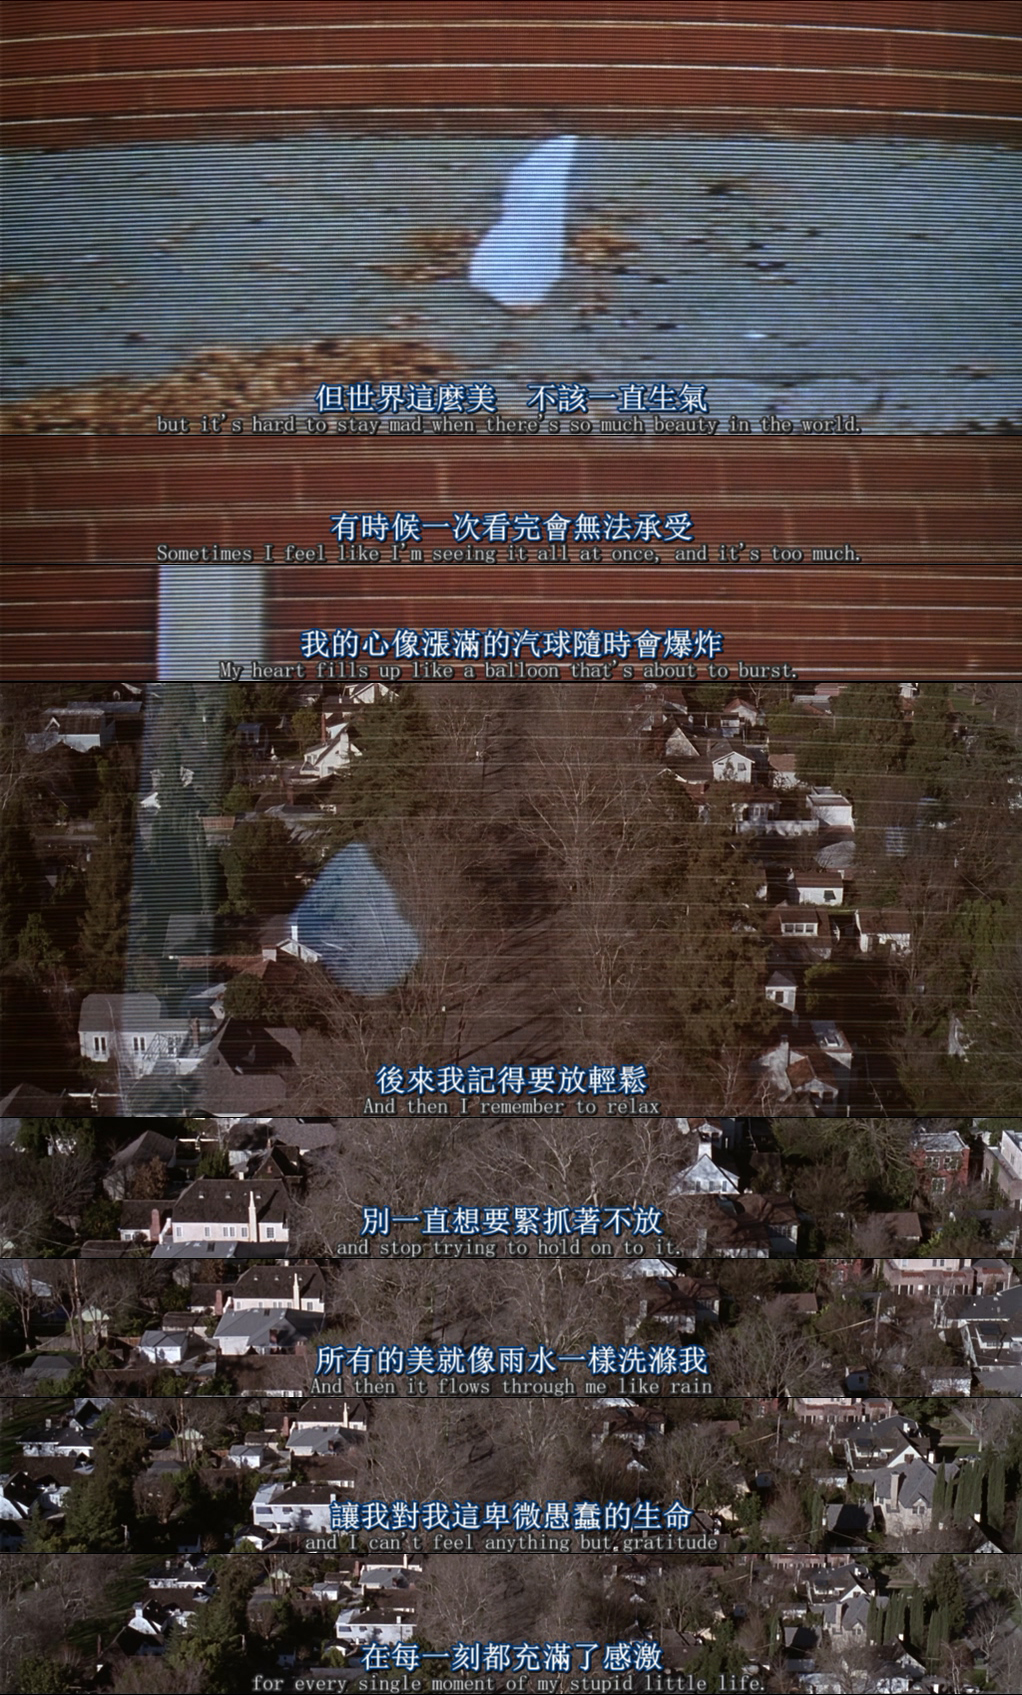 但世界這麼美 不該一直生氣
but it's hard to stay mad when there's so much beauty in the world.
有時候一次看完會無法承受
Sometimes I feel like I'm seeing it all at once, and it's too much.
我的心像漲滿的汽球隨時會爆炸
My heart fills up like a balloon that's about to burst.
後來我記得要放輕鬆
And then I remember to relax
別一直想要緊抓著不放
and stop trying to hold on to it.
所有的美就像雨水一樣洗滌我
And then it flows through me like rain
讓我對我這卑微愚蠢的生命
and I can't feel anything but gratitude
在每一刻都充滿了感激
for every single moment of my stupid little life.